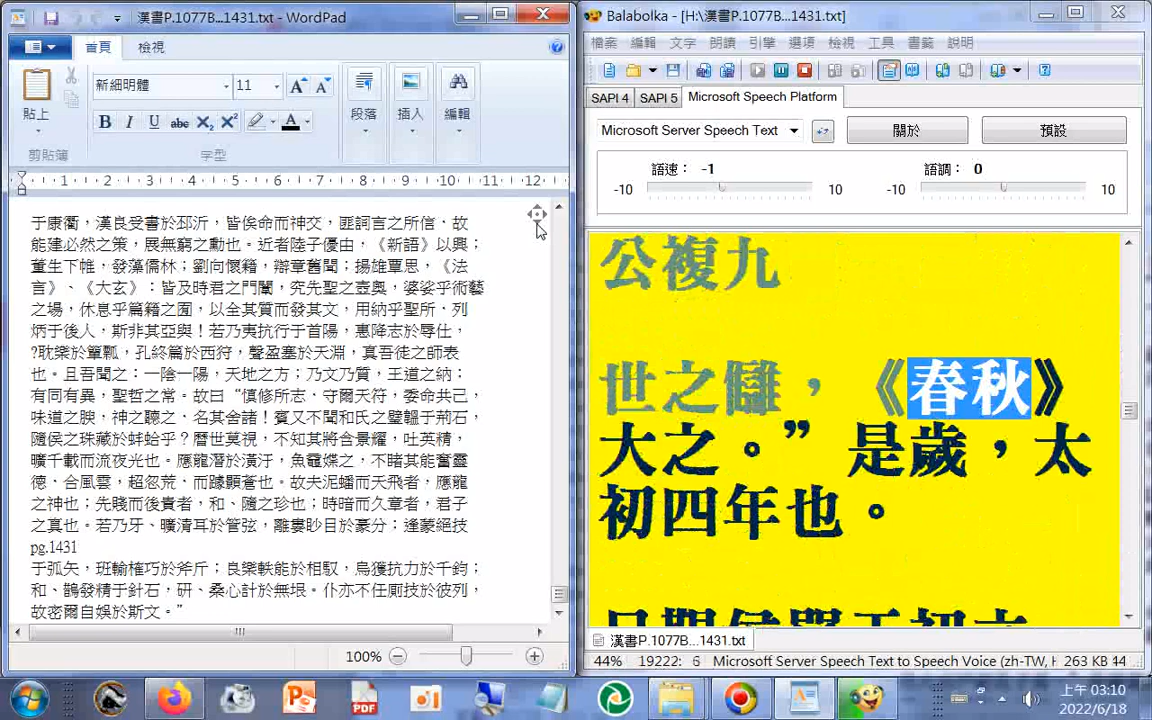 漢書P.1077B...1431.txt - WordPad
首頁
檢視
貼上
剪貼簿
新細明體
11
字型
段落
插入
編輯
1 2 3 4 5 6 7 8 9 10 11 12
于康衢，漢良受書於邳沂，皆俟命而神交，匪詞言之所信，故
能建必然之策，展無窮之勳也。近者陸子優由，《新語》以興；
董生下帷，發藻儒林；劉向司籍，辯章舊聞；揚雄覃思，《法
言》、《大玄》：皆及時君之門闈，究先聖之壺奧，婆娑乎術藝
之場，休息乎篇籍之囿，以全其質而發其文，用納乎聖所，列
炳于後人，斯非其亞與！若乃夷抗行于首陽，惠降志於辱仕，
?耽樂於簞瓢，孔終篇於西狩，聲盈塞於天淵，真吾徒之師表
也。且吾聞之：一陰一陽，天地之方；乃文乃質，王道之綱：
有同有異，聖哲之常。故曰“慎修所志，守爾天符，委命共己，
味道之腴，神之聽之，名其舍諸！賓又不聞和氏之璧韞于荊石，
隨侯之珠藏於蚌蛤乎？曆世莫視，不知其將含景耀，吐英精，
曠千載而流夜光也。應龍潛於潢汙，魚黿媟之，不睹其能奮靈
德，合風雲，超忽荒，而躆顥蒼也。故夫泥蟠而天飛者，應龍
之神也；先賤而後貴者，和、隨之珍也；時暗而久章者，君子
之真也。若乃牙、曠清耳於管弦，離婁眇目於豪分；逢蒙絕技
pg.1431
于弧矢，班輸榷巧於斧斤；良樂軼能於相馭，烏獲抗力於千鈞；
和、鵲發精于針石，研、桑心計於無垠。仆亦不任廁技於彼列，
故密爾自娛於斯文。”
100%
Balabolka - [H:\漢書P.1077B...1431.txt]
檔案 編輯 文字 朗讀 引擎 選項 檢視 工具 書籤 說明
SAPI 4
SAPI 5
Microsoft Speech Platform
Microsoft Server Speech Text
關於
預設
語速： -1
語調： 0
-10 10 -10 10
公複九
世之讎，《春秋》
大之。”是歲，太
初四年也。
漢書P.1077B...1431.txt
44% 19222: 6 Microsoft Server Speech Text to Speech Voice (zh-TW, H 263 KB 44
上午 03:10
2022/6/18